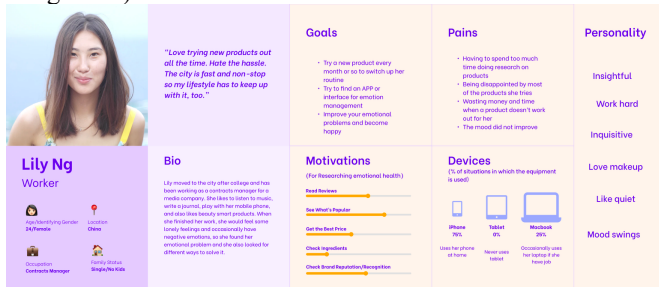 "Love trying new products out
all the time. Hate the hassle.
The city is fast and non-stop
so my lifestyle has to keep up
with it, too."
Goals
• Try a new product every
month or so to switch up her
routine
• Try to find an APP or
interface for emotion
management
• Improve your emotional
problems and become
happy
Pains
• Having to spend too much
time doing research on
products
• Being disappointed by most
of the products she tries
• Wasting money and time
when a product doesn't work
out for her
• The mood did not improve
Personality
Insightful
Work hard
Inquisitive
Love makeup
Like quiet
Mood swings
Lily Ng
Worker
Age/Identifying Gender
24/Female
Location
China
Occupation
Contracts Manager
Family Status
Single/No Kids
Bio
Lily moved to the city after college and has
been working as a contracts manager for a
media company. She likes to listen to music,
write a journal, play with her mobile phone,
and also likes beauty smart products. When
she finished her work, she would feel some
lonely feelings and occasionally have
negative emotions, so she found her
emotional problem and she also looked for
different ways to solve it.
Motivations
(For Researching emotional health)
Read Reviews
See What's Popular
Get the Best Price
Check Ingredients
Check Brand Reputation/Recognition
Devices
(% of situations in which the equipment
is used)
iPhone
75%
Uses her phone
at home
Tablet
0%
Never uses
tablet
Macbook
25%
Occasionally uses
her laptop if she
have job